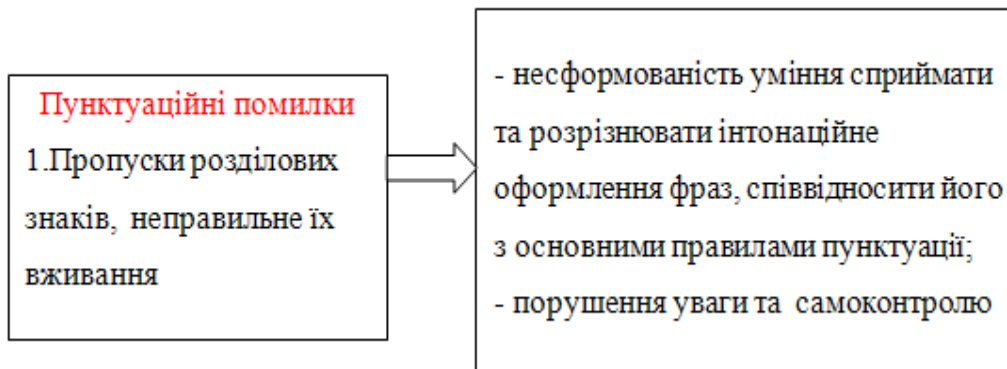 Пунктуаційні помилки
1.Пропуски розділових
знаків, неправильне їх
вживання
- несформованість уміння сприймати
та розрізнювати інтонаційне
оформлення фраз, співвідносити його
з основними правилами пунктуації;
- порушення уваги та самоконтролю